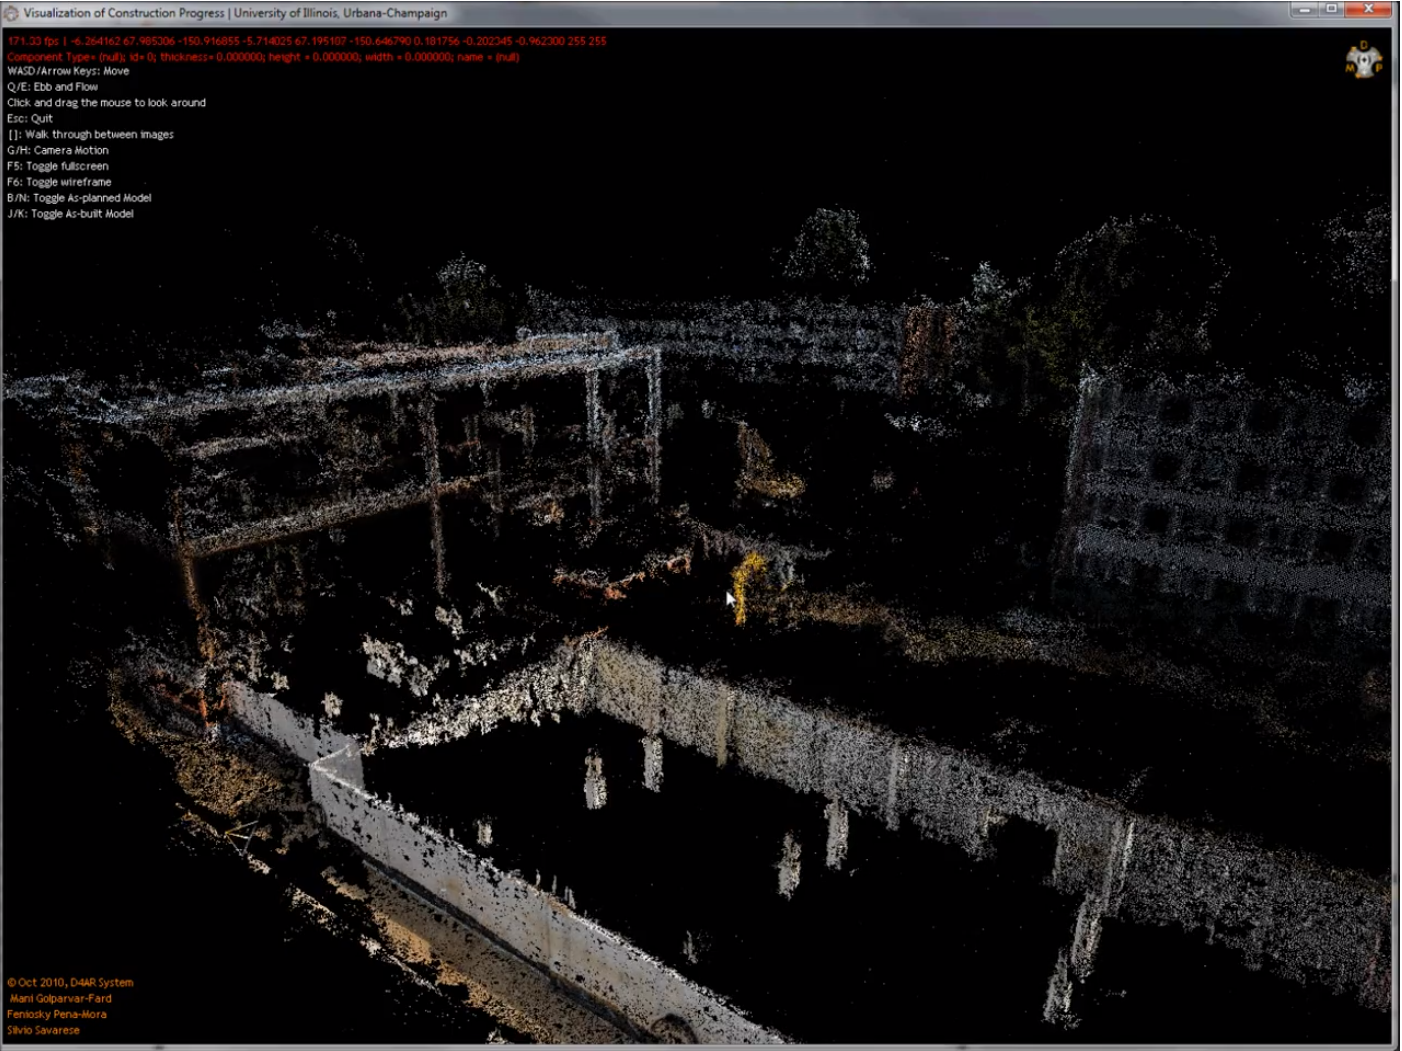 Visualization of Construction Progress | University of Illinois, Urbana-Champaign
171.33 fps | -6.264162 67.985306 -150.916855 -5.714025 67.195107 -150.646790 0.181756 -0.202345 -0.962300 255 255
Component Type= (null); id= 0; thickness= 0.000000; height = 0.000000; width = 0.000000; name = (null)
WASD/Arrow Keys: Move
Q/E: Ebb and Flow
Click and drag the mouse to look around
Esc: Quit
[]: Walk through between images
G/H: Camera Motion
F5: Toggle fullscreen
F6: Toggle wireframe
B/N: Toggle As-planned Model
J/K: Toggle As-built Model
D
M P
© Oct 2010, D4AR System
Mani Golparvar-Fard
Feniosky Pena-Mora
Silvio Savarese